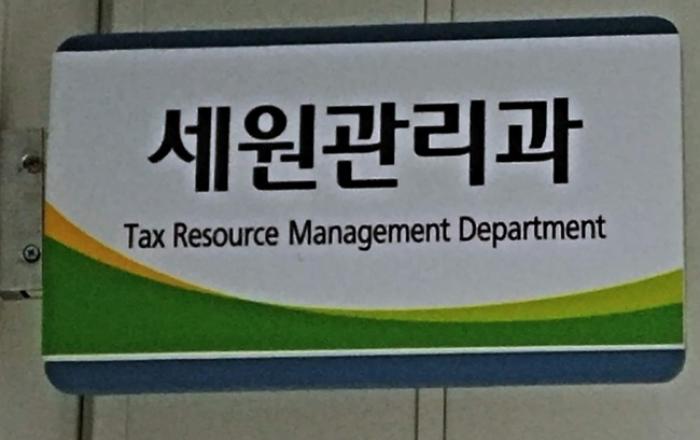 세원관리과
Tax Resource Management Department